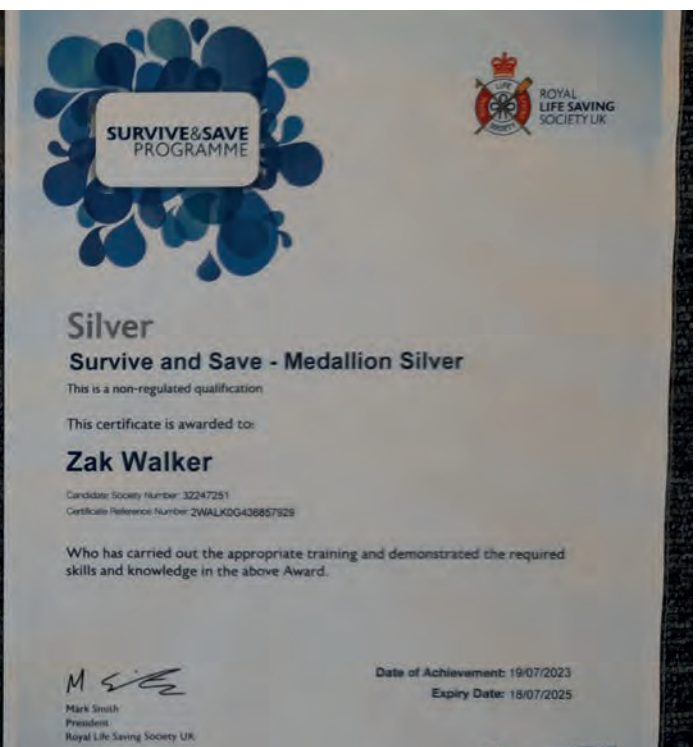 SURVIVE&SAVE
PROGRAMME
ROYAL
LIFE SAVING
SOCIETY UK
Silver
Survive and Save - Medallion Silver
This is a non-regulated qualification
This certificate is awarded to:
Zak Walker
Candidate Society Number: 32247251
Certificate Reference Number: 2WALK0G436857929
Who has carried out the appropriate training and demonstrated the required
skills and knowledge in the above Award.
Date of Achievement: 19/07/2023
Expiry Date: 18/07/2025
Mark Smith
President
Royal Life Saving Society UK